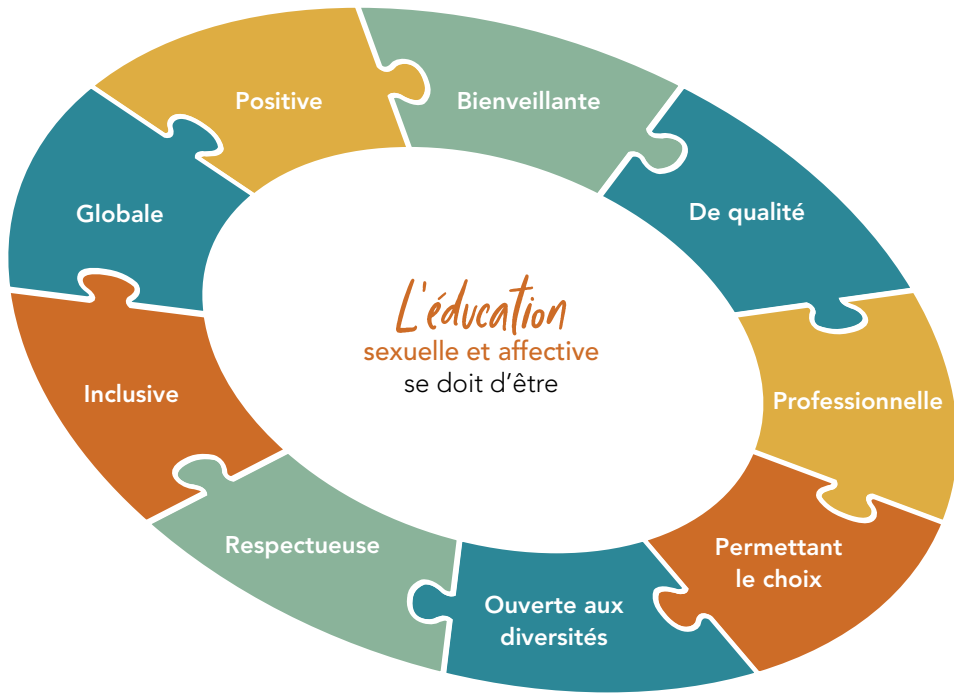 Positive
Bienveillante
De qualité
Professionnelle
Permettant
le choix
Ouverte aux
diversités
Respectueuse
Inclusive
Globale
L'éducation
sexuelle et affective
se doit d'être